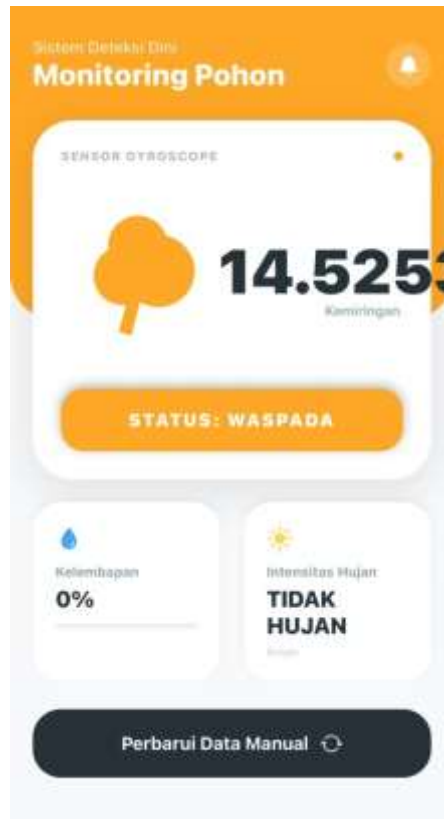 Sistem Deteksi Dini
Monitoring Pohon
SENSOR GYROSCOPE
14.5253
Kemiringan
STATUS: WASPADA
Kelembapan
0%
Intensitas Hujan
TIDAK
HUJAN
Perbarui Data Manual